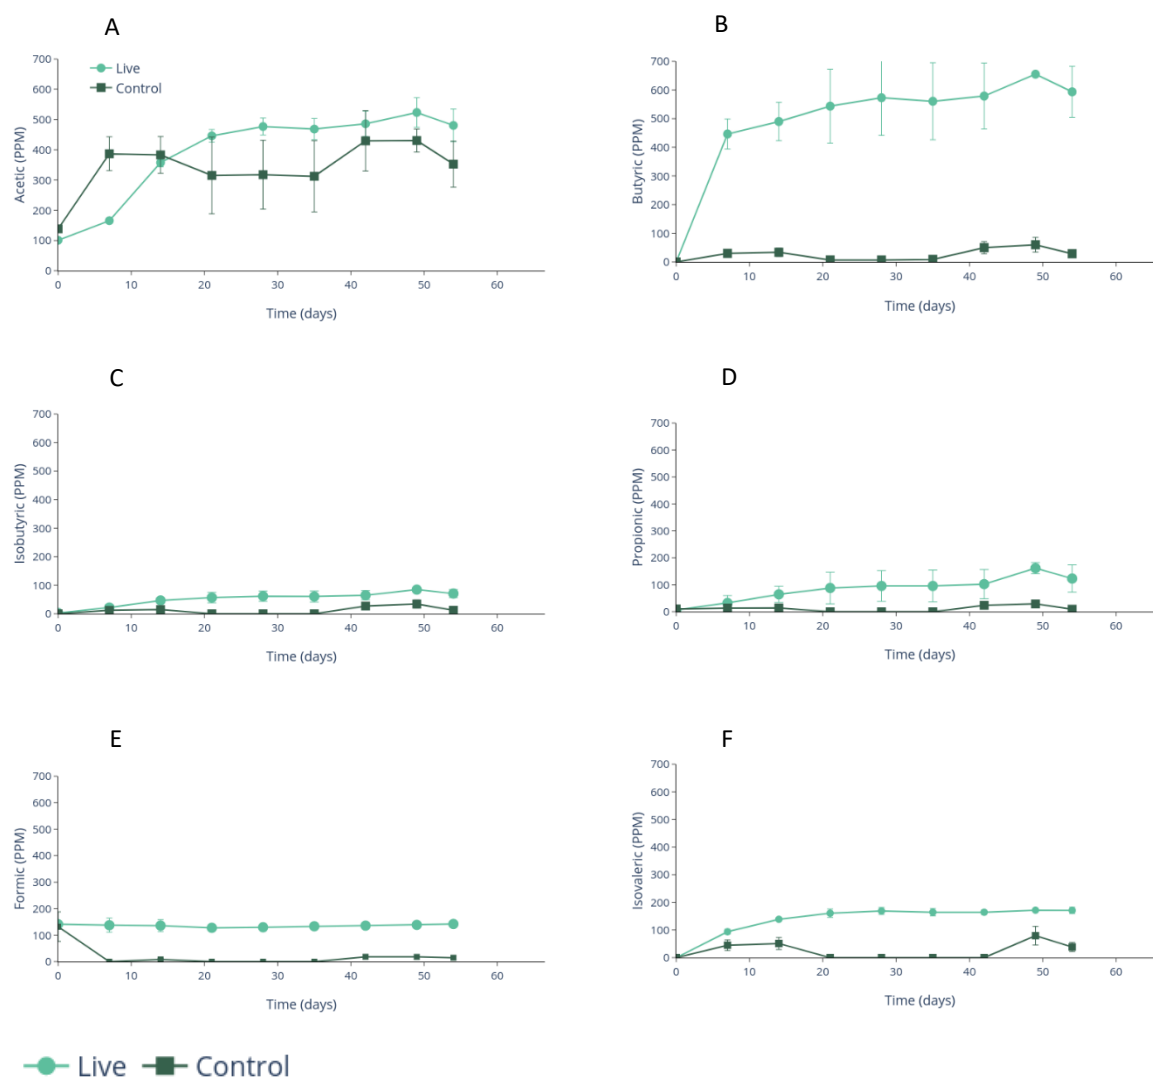 A
700
600
500
400
300
200
100
0
Acetic (PPM)
Live
Control
0 10 20 30 40 50 60
Time (days)
B
700
600
500
400
300
200
100
0
Butyric (PPM)
0 10 20 30 40 50 60
Time (days)
C
700
600
500
400
300
200
100
0
Isobutyric (PPM)
0 10 20 30 40 50 60
Time (days)
D
700
600
500
400
300
200
100
0
Propionic (PPM)
0 10 20 30 40 50 60
Time (days)
E
700
600
500
400
300
200
100
0
Formic (PPM)
0 10 20 30 40 50 60
Time (days)
F
700
600
500
400
300
200
100
0
Isovaleric (PPM)
0 10 20 30 40 50 60
Time (days)
Live Control